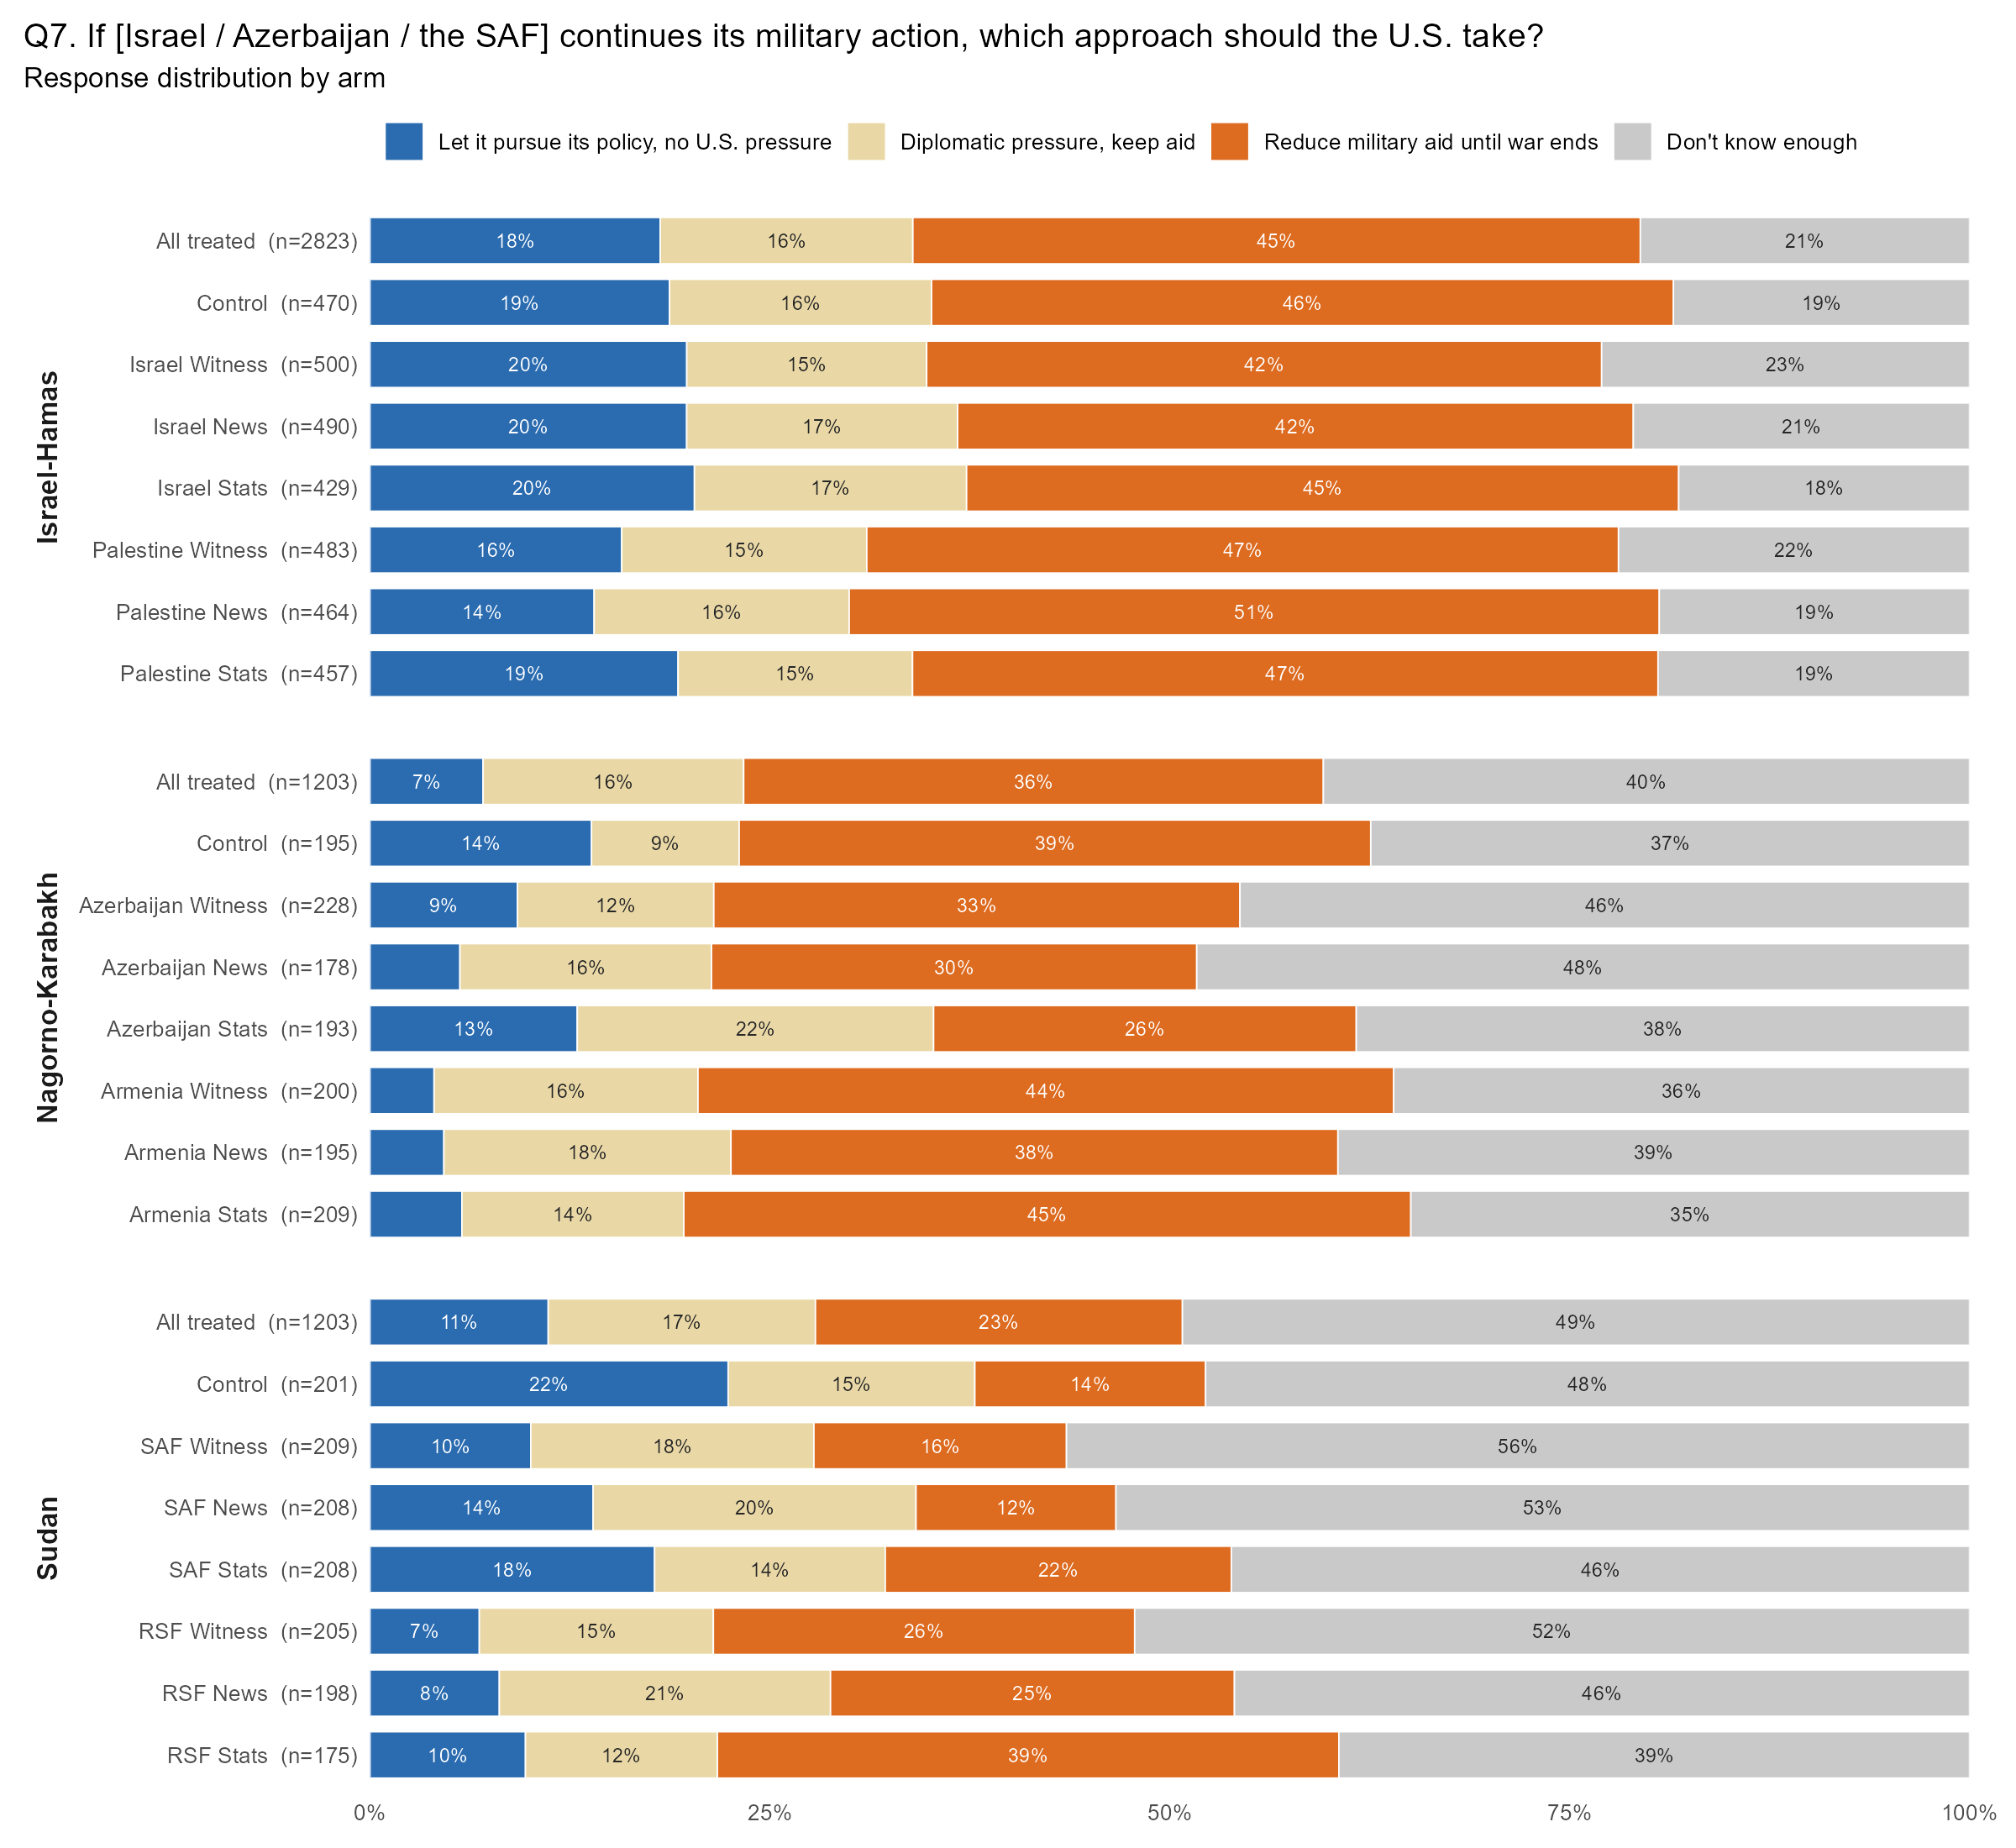 Q7. If [Israel / Azerbaijan / the SAF] continues its military action, which approach should the U.S. take?
Response distribution by arm
Let it pursue its policy, no U.S. pressure Diplomatic pressure, keep aid Reduce military aid until war ends Don't know enough
Israel-Hamas
All treated (n=2823) 18% 16% 45% 21%
Control (n=470) 19% 16% 46% 19%
Israel Witness (n=500) 20% 15% 42% 23%
Israel News (n=490) 20% 17% 42% 21%
Israel Stats (n=429) 20% 17% 45% 18%
Palestine Witness (n=483) 16% 15% 47% 22%
Palestine News (n=464) 14% 16% 51% 19%
Palestine Stats (n=457) 19% 15% 47% 19%
Nagorno-Karabakh
All treated (n=1203) 7% 16% 36% 40%
Control (n=195) 14% 9% 39% 37%
Azerbaijan Witness (n=228) 9% 12% 33% 46%
Azerbaijan News (n=178) 16% 30% 48%
Azerbaijan Stats (n=193) 13% 22% 26% 38%
Armenia Witness (n=200) 16% 44% 36%
Armenia News (n=195) 18% 38% 39%
Armenia Stats (n=209) 14% 45% 35%
Sudan
All treated (n=1203) 11% 17% 23% 49%
Control (n=201) 22% 15% 14% 48%
SAF Witness (n=209) 10% 18% 16% 56%
SAF News (n=208) 14% 20% 12% 53%
SAF Stats (n=208) 18% 14% 22% 46%
RSF Witness (n=205) 7% 15% 26% 52%
RSF News (n=198) 8% 21% 25% 46%
RSF Stats (n=175) 10% 12% 39% 39%
0% 25% 50% 75% 100%